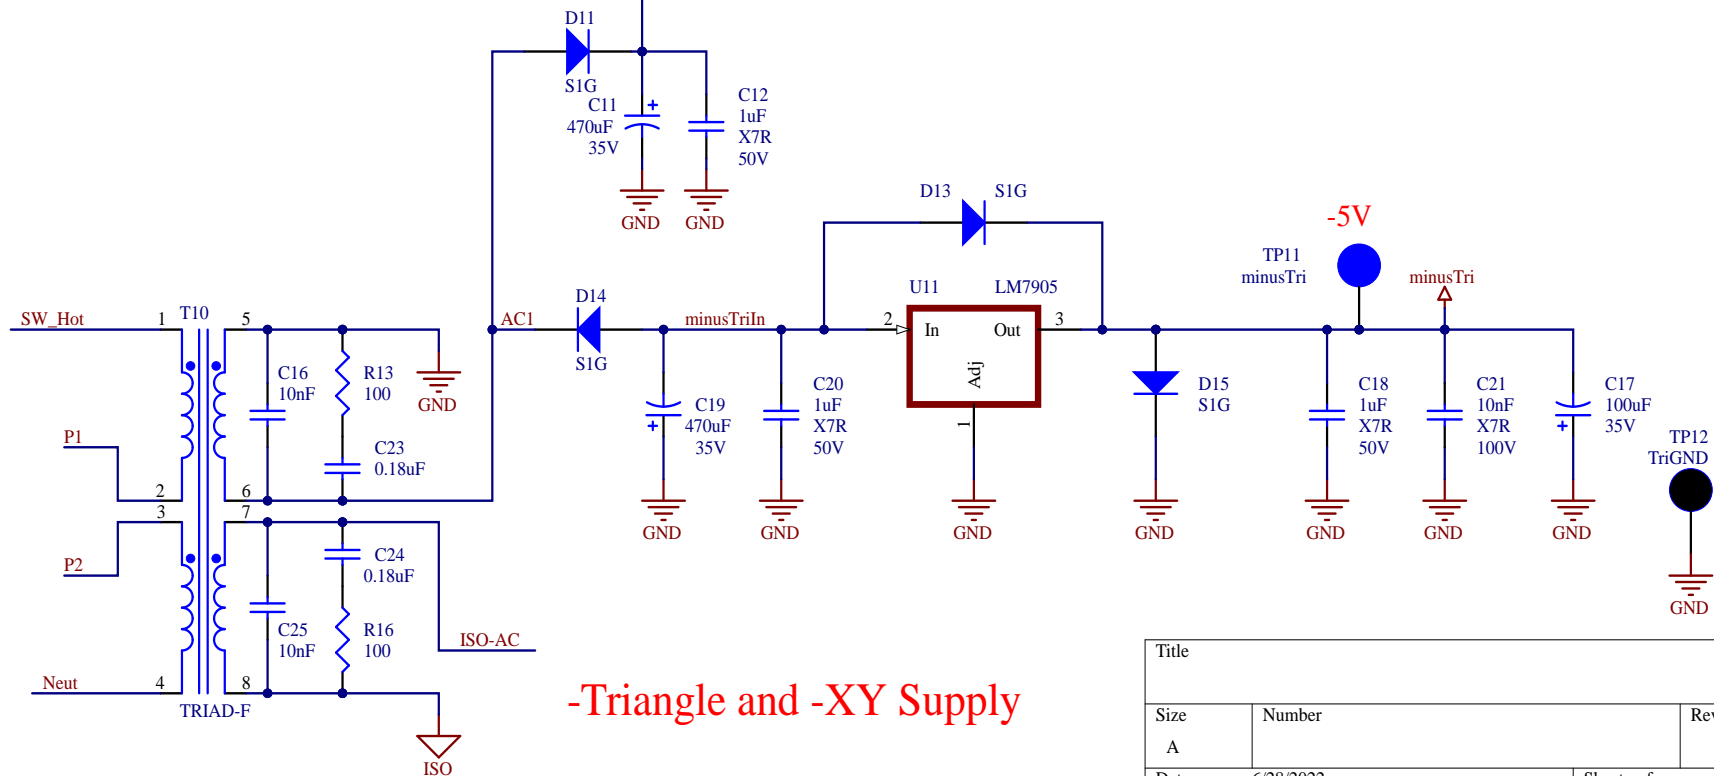 D11
S1G
C11
470uF
35V
C12
1uF
X7R
50V
GND
GND
D13
S1G
-5V
TP11
minusTri
minusTri
SW_Hot
1
T10
5
C16
10nF
R13
100
GND
C23
0.18uF
P1
2
6
3
7
P2
C24
0.18uF
C25
10nF
R16
100
ISO-AC
Neut
4
8
TRIAD-F
ISO
AC1
D14
S1G
minusTriIn
C19
470uF
35V
GND
C20
1uF
X7R
50V
GND
U11
LM7905
2
In
Out
3
Adj
1
GND
D15
S1G
GND
C18
1uF
X7R
50V
GND
C21
10nF
X7R
100V
GND
C17
100uF
35V
GND
TP12
TriGND
GND
-Triangle and -XY Supply
Title
Size
A
Number